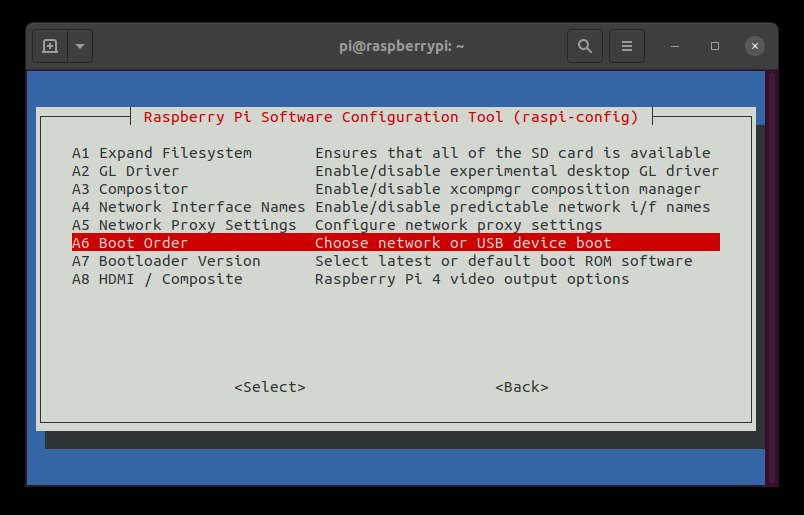 pi@raspberrypi: ~
Raspberry Pi Software Configuration Tool (raspi-config)
A1 Expand Filesystem Ensures that all of the SD card is available
A2 GL Driver Enable/disable experimental desktop GL driver
A3 Compositor Enable/disable xcompmgr composition manager
A4 Network Interface Names Enable/disable predictable network i/f names
A5 Network Proxy Settings Configure network proxy settings
A6 Boot Order Choose network or USB device boot
A7 Bootloader Version Select latest or default boot ROM software
A8 HDMI / Composite Raspberry Pi 4 video output options
<Select> <Back>